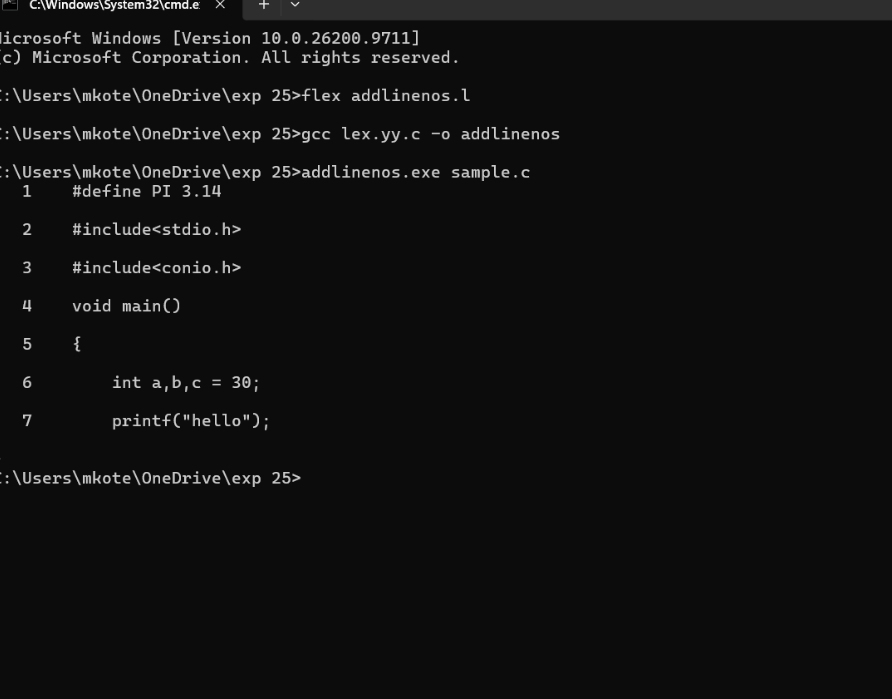 C:\Windows\System32\cmd.e
icrosoft Windows [Version 10.0.26200.9711]
c) Microsoft Corporation. All rights reserved.
:\Users\mkote\OneDrive\exp 25>flex addlinenos.l
:\Users\mkote\OneDrive\exp 25>gcc lex.yy.c -o addlinenos
:\Users\mkote\OneDrive\exp 25>addlinenos.exe sample.c
1 #define PI 3.14
2 #include<stdio.h>
3 #include<conio.h>
4 void main()
5 {
6 int a,b,c = 30;
7 printf("hello");
:\Users\mkote\OneDrive\exp 25>